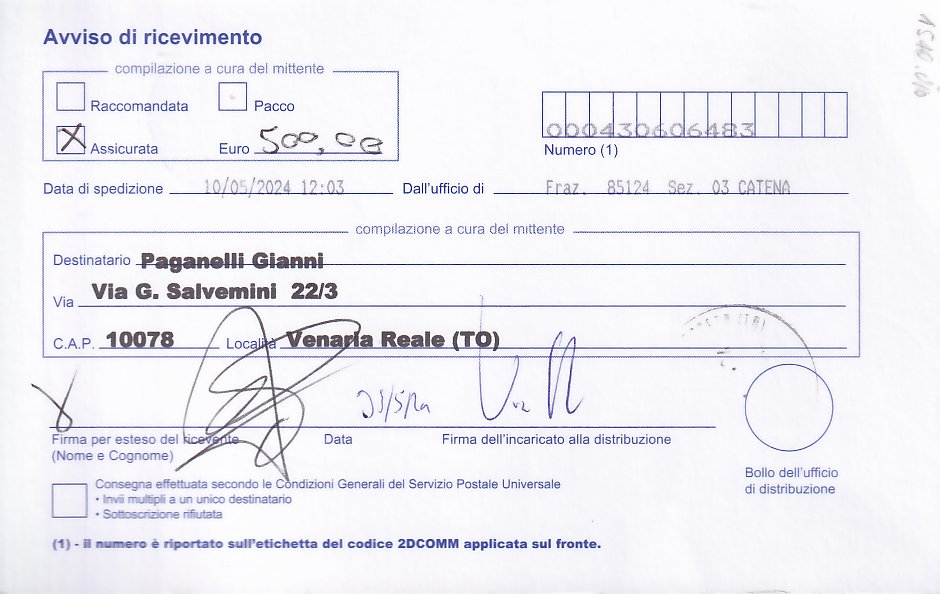 Avviso di ricevimento
compilazione a cura del mittente
Raccomandata Pacco
X Assicurata Euro 500,00
000430606483
Numero (1)
Data di spedizione 10/05/2024 12:03 Dall'ufficio di Fraz. 85124 Sez. 03 CATENA
compilazione a cura del mittente
Destinatario Paganelli Gianni
Via Via G. Salvemini 22/3
C.A.P. 10078 Località Venaria Reale (TO)
X
Firma per esteso del ricevente Data Firma dell'incaricato alla distribuzione
(Nome e Cognome)
Bollo dell'ufficio
di distribuzione
Consegna effettuata secondo le Condizioni Generali del Servizio Postale Universale
• Invii multipli a un unico destinatario
• Sottoscrizione rifiutata
(1) - il numero è riportato sull'etichetta del codice 2DCOMM applicata sul fronte.